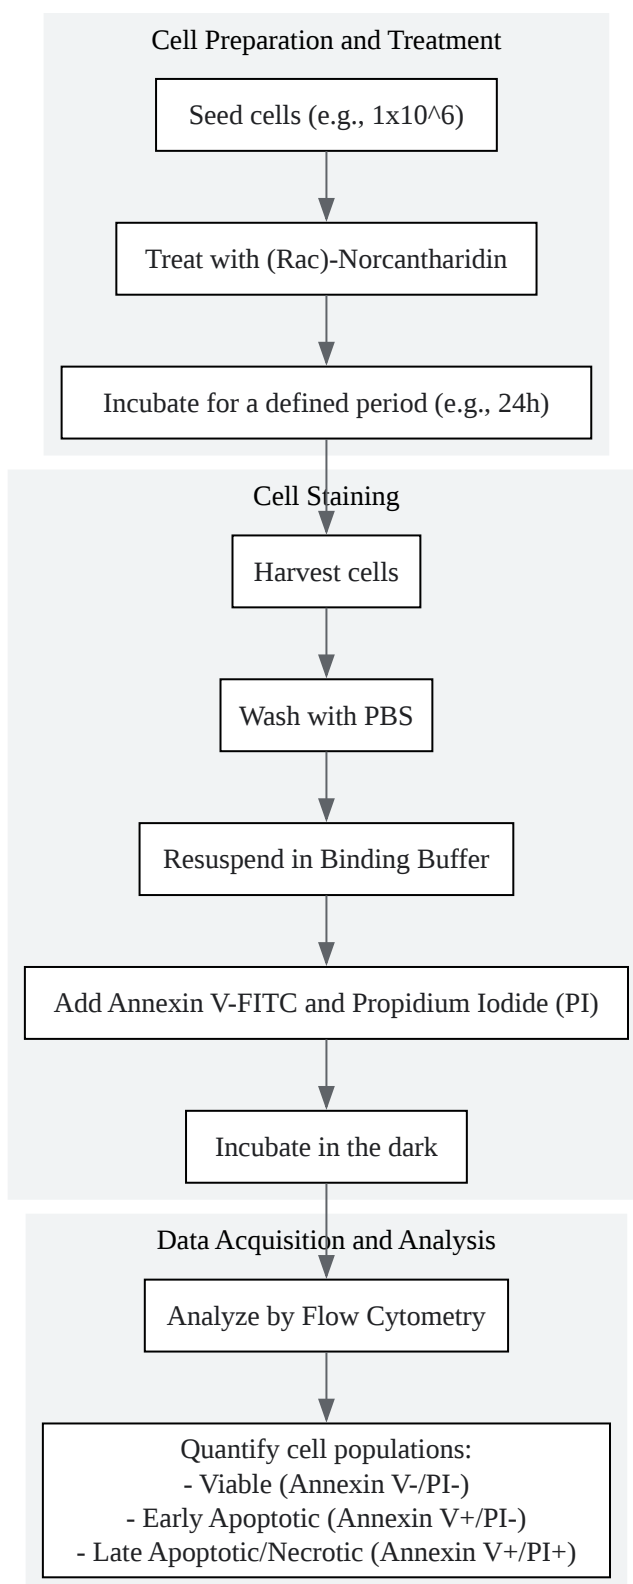 Cell Preparation and Treatment
Seed cells (e.g., 1x10^6)
Treat with (Rac)-Norcantharidin
Incubate for a defined period (e.g., 24h)
Cell Staining
Harvest cells
Wash with PBS
Resuspend in Binding Buffer
Add Annexin V-FITC and Propidium Iodide (PI)
Incubate in the dark
Data Acquisition and Analysis
Analyze by Flow Cytometry
Quantify cell populations:
- Viable (Annexin V-/PI-)
- Early Apoptotic (Annexin V+/PI-)
- Late Apoptotic/Necrotic (Annexin V+/PI+)